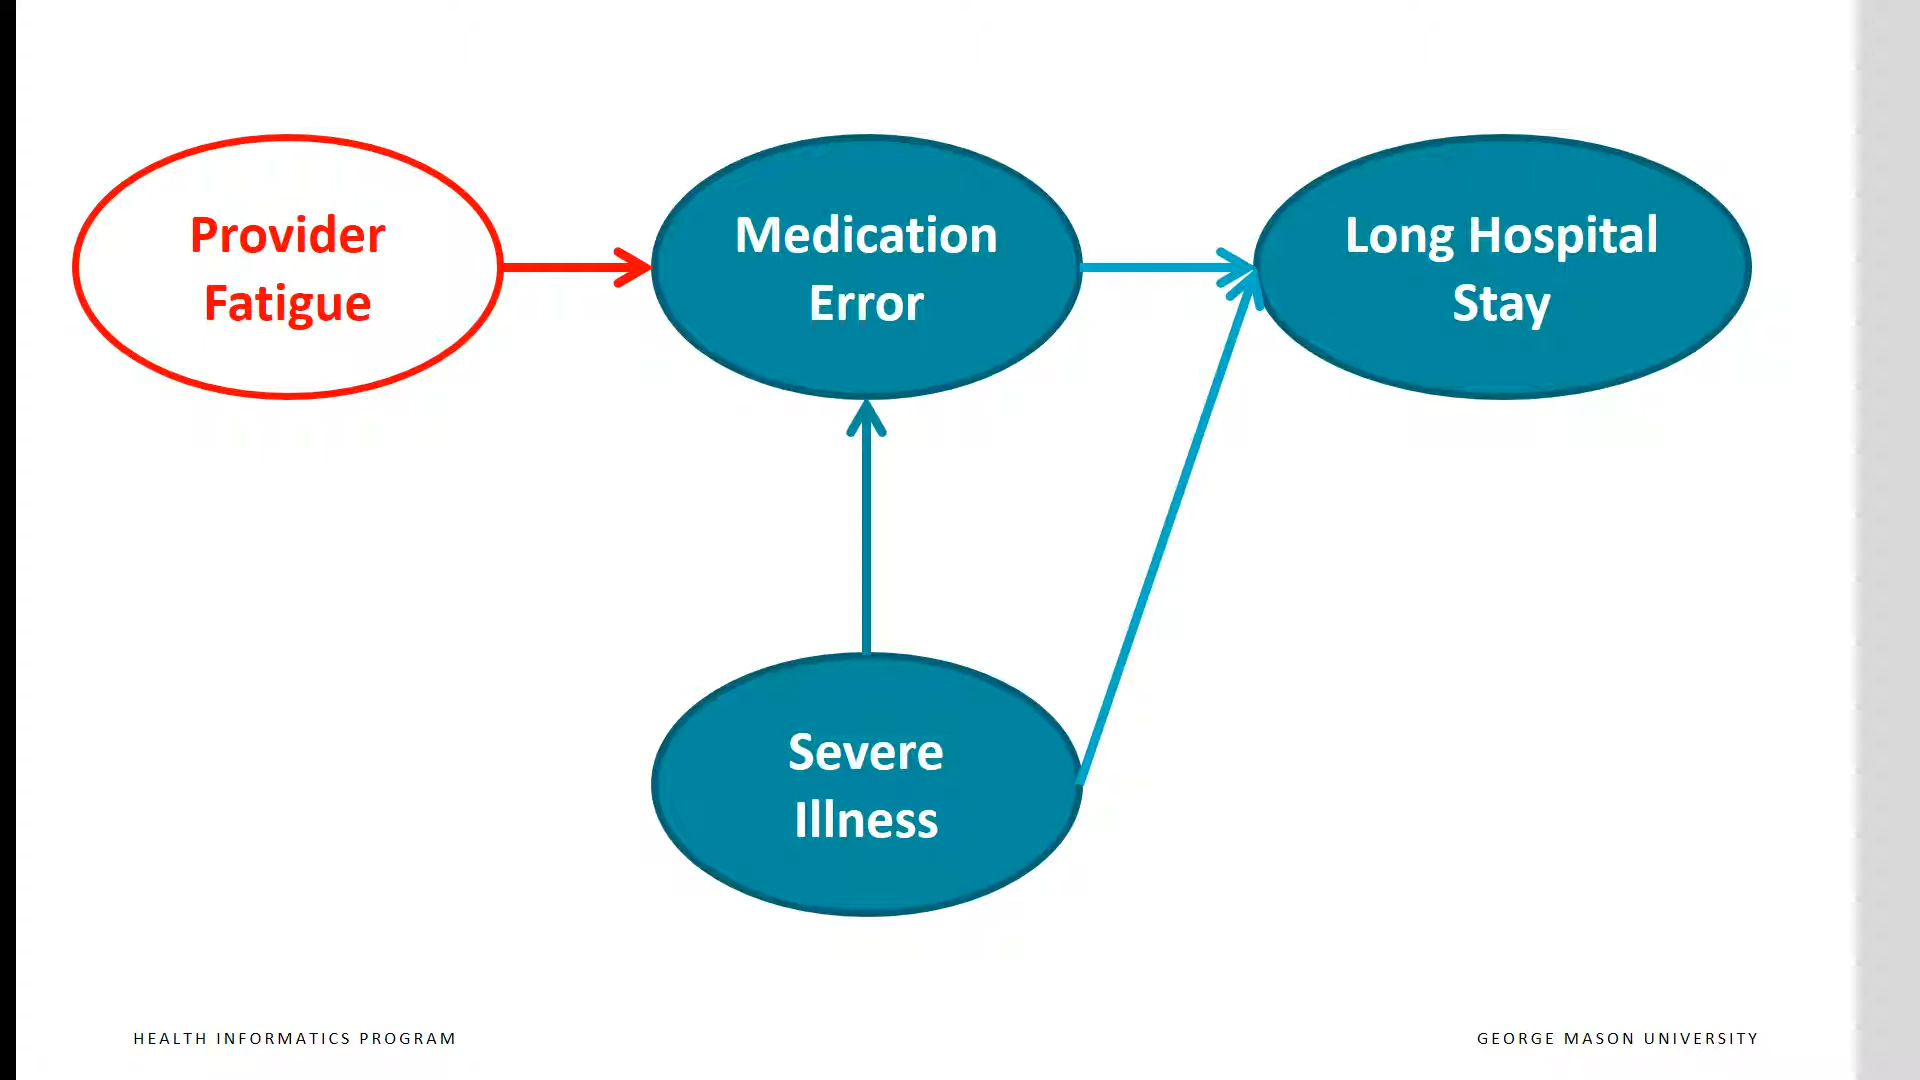 Provider
Fatigue
Medication
Error
Long Hospital
Stay
Severe
Illness
HEALTH INFORMATICS PROGRAM
GEORGE MASON UNIVERSITY